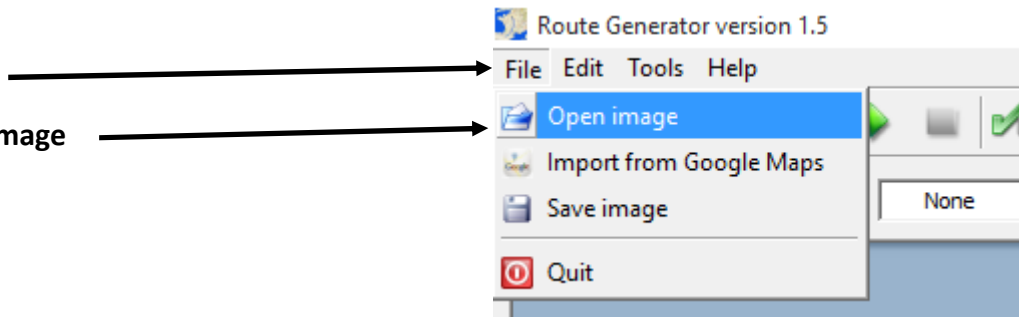 Route Generator version 1.5
File Edit Tools Help
Open image
mage
Import from Google Maps
Save image
None
Quit